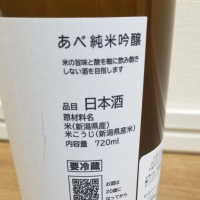 あべ 純米吟醸
米の旨味と酸を軸に飲み飽き
しない酒を目指します
品目 日本酒
原材料名
米(新潟県産)
米こうじ(新潟県産米)
内容量 720ml
要冷蔵
お酒は
20歳に
なってから